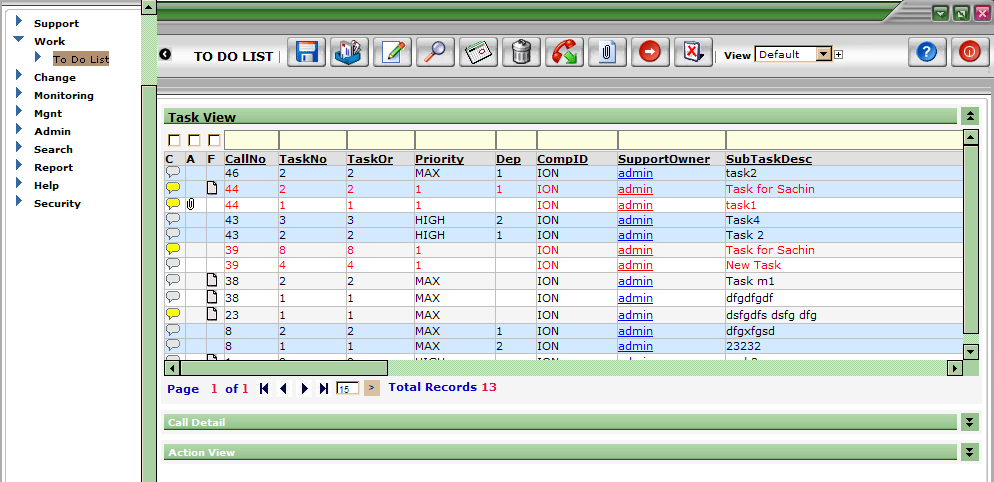 Support
Work
To Do List
Change
Monitoring
Mgnt
Admin
Search
Report
Help
Security
TO DO LIST View Default
Task View
C A F CallNo TaskNo TaskOr Priority Dep CompID SupportOwner SubTaskDesc
46 2 2 MAX 1 ION admin task2
44 2 2 1 1 ION admin Task for Sachin
44 1 1 1 ION admin task1
43 3 3 HIGH 2 ION admin Task4
43 2 2 HIGH 1 ION admin Task 2
39 8 8 1 ION admin Task for Sachin
39 4 4 1 ION admin New Task
38 2 2 MAX ION admin Task m1
38 1 1 MAX ION admin dfgdfgdf
23 1 1 MAX ION admin dsfgdfs dsfg dfg
8 2 2 MAX 1 ION admin dfgxfgsd
8 1 1 MAX 2 ION admin 23232
Page 1 of 1 15 > Total Records 13
Call Detail
Action View